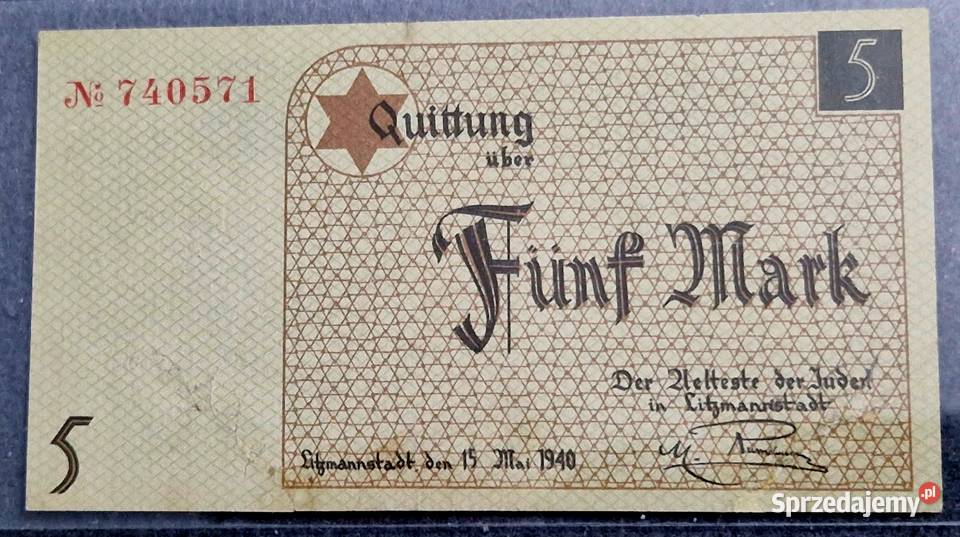 № 740571
5
Quittung
über
Fünf Mark
Der Aelteste der Juden
in Litzmannstadt
5
Litzmannstadt, den 15 Mai 1940
Sprzedajemy.pl